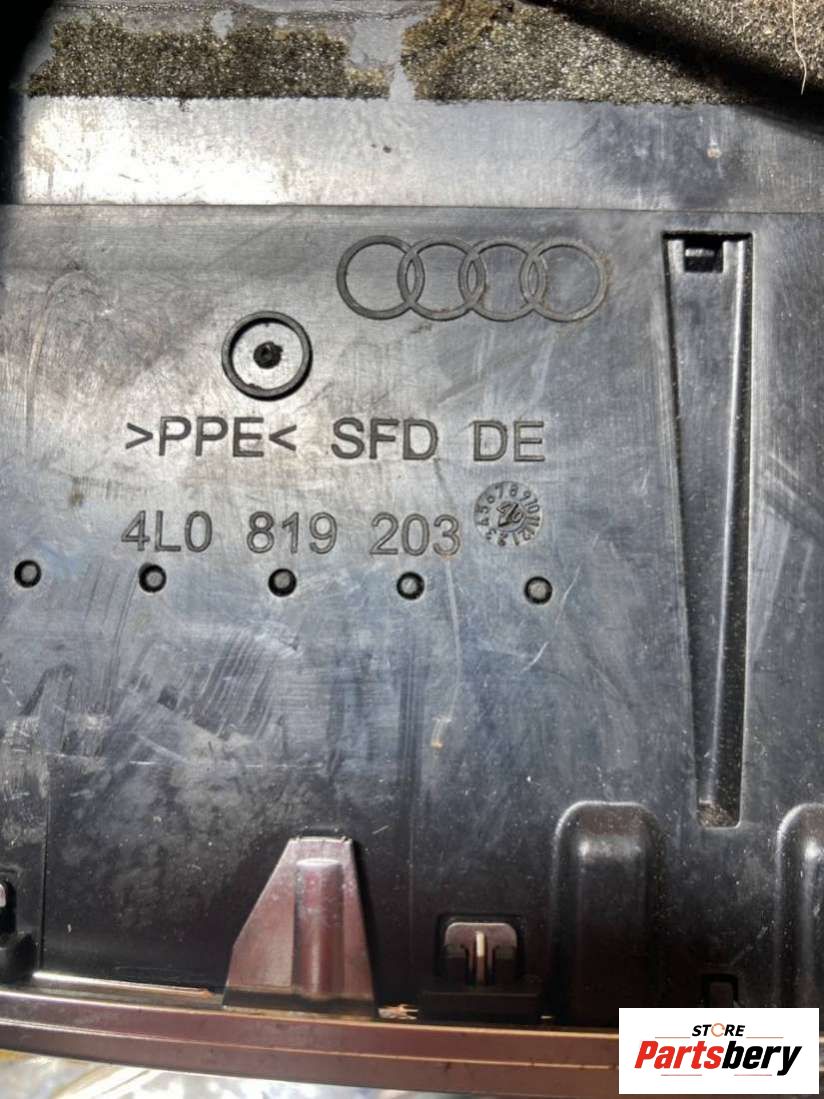 >PPE< SFD DE
4L0 819 203
STORE
Partsbery